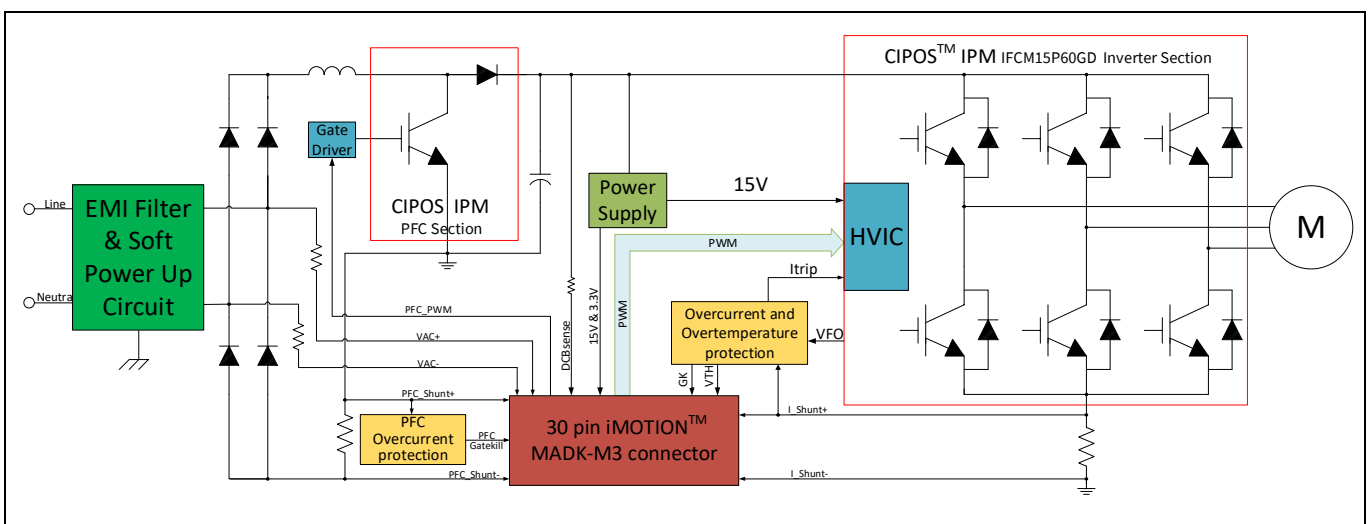 CIPOS™ IPM IFCM15P60GD Inverter Section
Gate
Driver
CIPOS IPM
PFC Section
Line
EMI Filter
& Soft
Power Up
Circuit
Neutra
Power
Supply
15V
HVIC
M
PWM
Itrip
PFC_PWM
VAC+
VAC-
DCBsense
15V & 3.3V
PWM
Overcurrent and
Overtemperature
protection
VFO
GK
VTH
PFC_Shunt+
PFC
Overcurrent
protection
PFC
Gatekill
30 pin iMOTION™
MADK-M3 connector
I_Shunt+
PFC_Shunt-
I_Shunt-